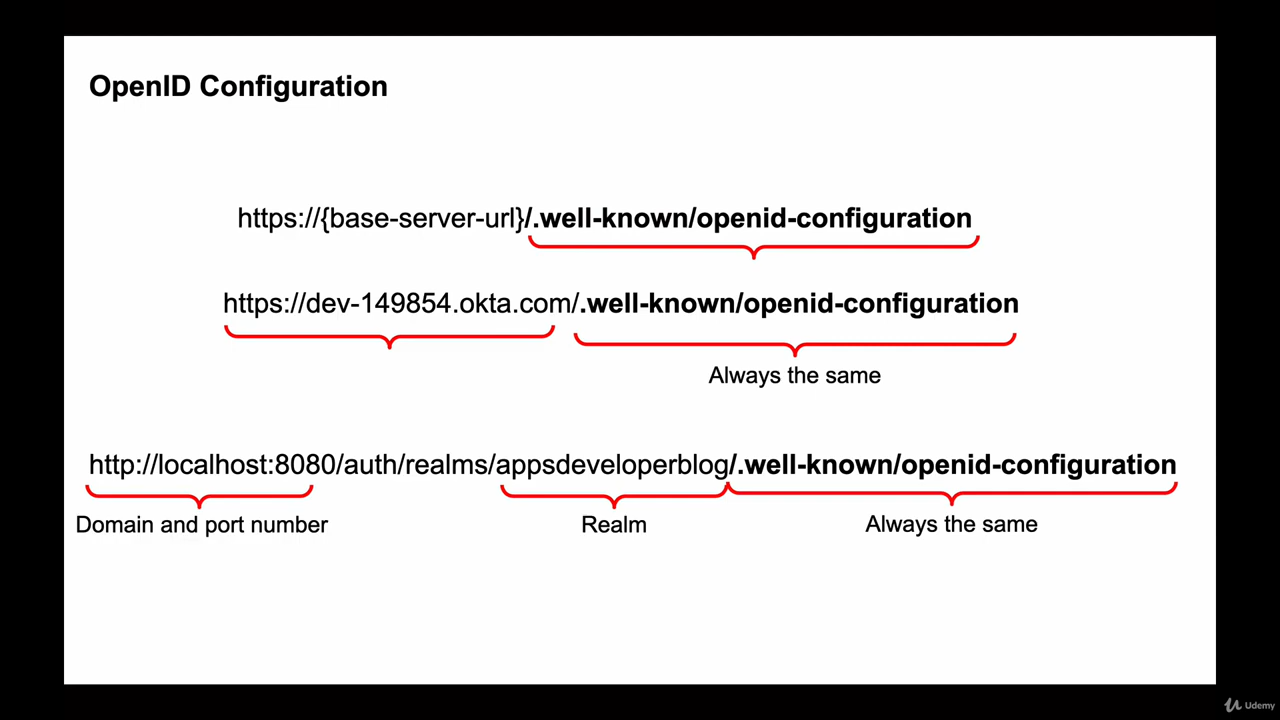 OpenID Configuration
https://{base-server-url}/.well-known/openid-configuration
https://dev-149854.okta.com/.well-known/openid-configuration
Always the same
http://localhost:8080/auth/realms/appsdeveloperblog/.well-known/openid-configuration
Domain and port number Realm Always the same
Udemy